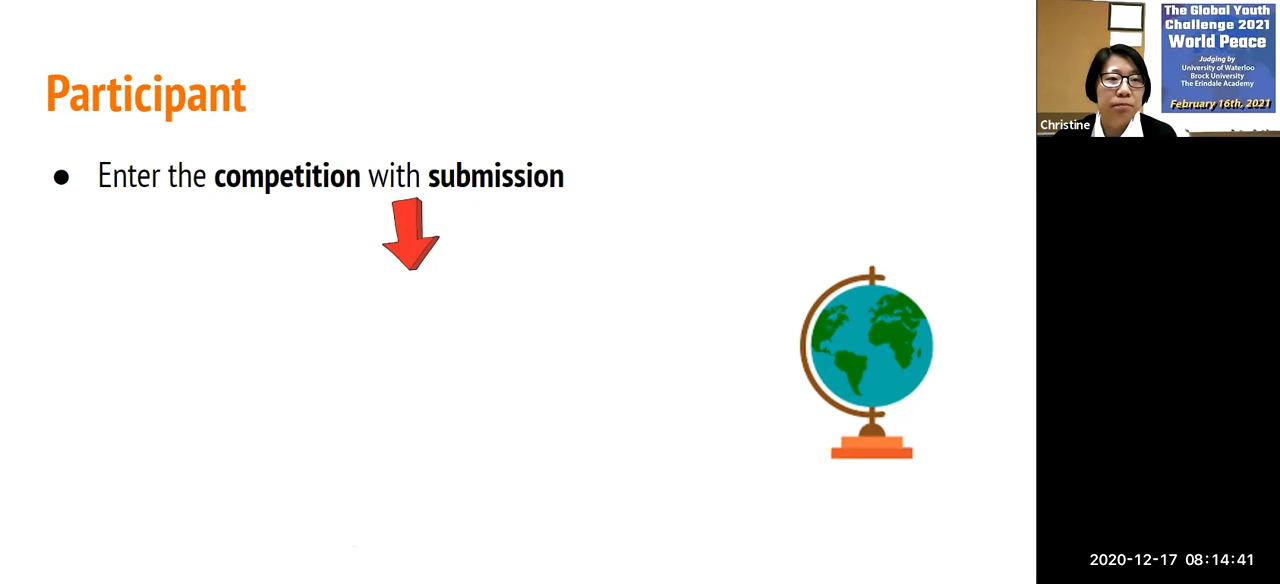 Participant
● Enter the competition with submission
The Global Youth
Challenge 2021
World Peace
Judging by
University of Waterloo
Brock University
The Erindale Academy
February 16th, 2021
Christine
2020-12-17 08:14:41